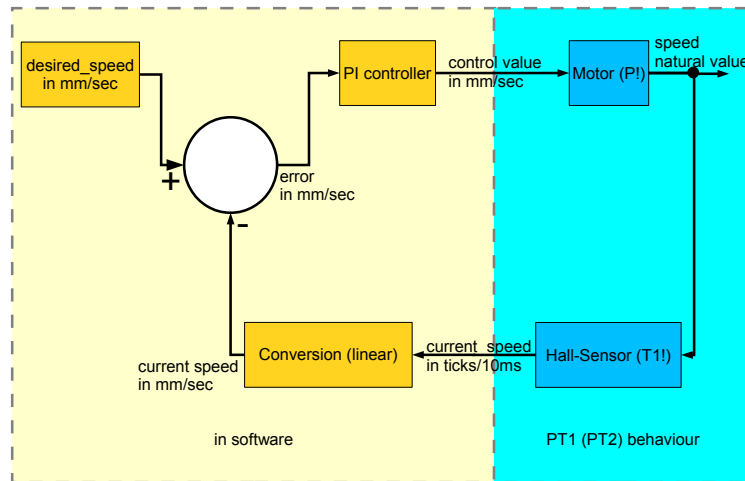 desired_speed
in mm/sec
PI controller
control value
in mm/sec
Motor (P!)
speed
natural value
+
error
in mm/sec
-
current speed
in mm/sec
Conversion (linear)
current_speed
in ticks/10ms
Hall-Sensor (T1!)
in software
PT1 (PT2) behaviour